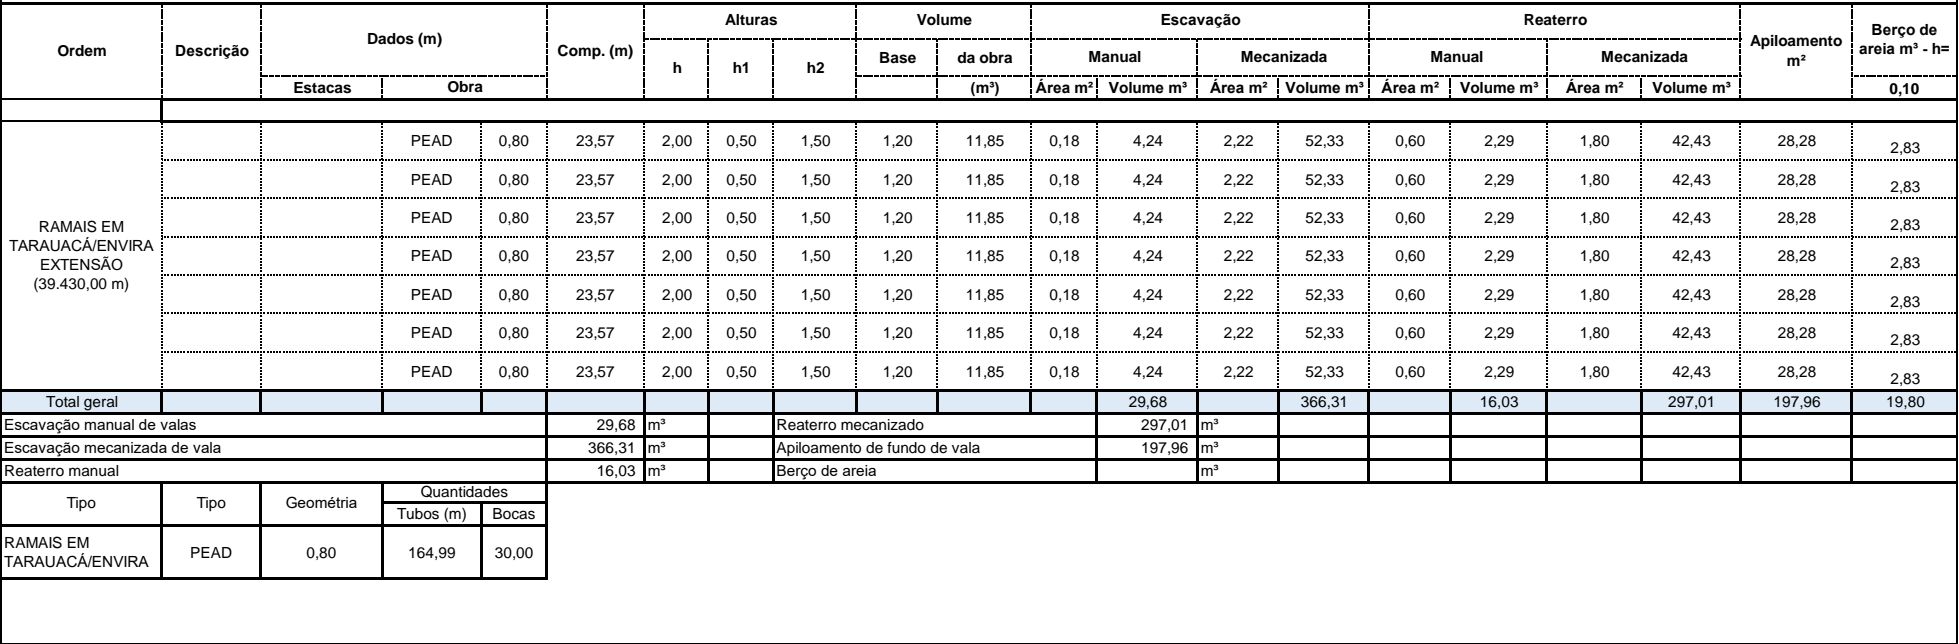 Ordem Descrição Dados (m) Comp. (m) Alturas Volume Escavação Reaterro Apiloamento m² Berço de areia m³ - h=
h h1 h2 Base da obra Manual Mecanizada Manual Mecanizada
Estacas Obra (m³) Área m² Volume m³ Área m² Volume m³ Área m² Volume m³ Área m² Volume m³ 0,10
RAMAIS EM
TARAUACÁ/ENVIRA
EXTENSÃO
(39.430,00 m)
PEAD 0,80 23,57 2,00 0,50 1,50 1,20 11,85 0,18 4,24 2,22 52,33 0,60 2,29 1,80 42,43 28,28 2,83
PEAD 0,80 23,57 2,00 0,50 1,50 1,20 11,85 0,18 4,24 2,22 52,33 0,60 2,29 1,80 42,43 28,28 2,83
PEAD 0,80 23,57 2,00 0,50 1,50 1,20 11,85 0,18 4,24 2,22 52,33 0,60 2,29 1,80 42,43 28,28 2,83
PEAD 0,80 23,57 2,00 0,50 1,50 1,20 11,85 0,18 4,24 2,22 52,33 0,60 2,29 1,80 42,43 28,28 2,83
PEAD 0,80 23,57 2,00 0,50 1,50 1,20 11,85 0,18 4,24 2,22 52,33 0,60 2,29 1,80 42,43 28,28 2,83
PEAD 0,80 23,57 2,00 0,50 1,50 1,20 11,85 0,18 4,24 2,22 52,33 0,60 2,29 1,80 42,43 28,28 2,83
PEAD 0,80 23,57 2,00 0,50 1,50 1,20 11,85 0,18 4,24 2,22 52,33 0,60 2,29 1,80 42,43 28,28 2,83
Total geral 29,68 366,31 16,03 297,01 197,96 19,80
Escavação manual de valas 29,68 m³ Reaterro mecanizado 297,01 m³
Escavação mecanizada de vala 366,31 m³ Apiloamento de fundo de vala 197,96 m³
Reaterro manual 16,03 m³ Berço de areia m³
Tipo Tipo Geométria Quantidades
Tubos (m) Bocas
RAMAIS EM
TARAUACÁ/ENVIRA PEAD 0,80 164,99 30,00